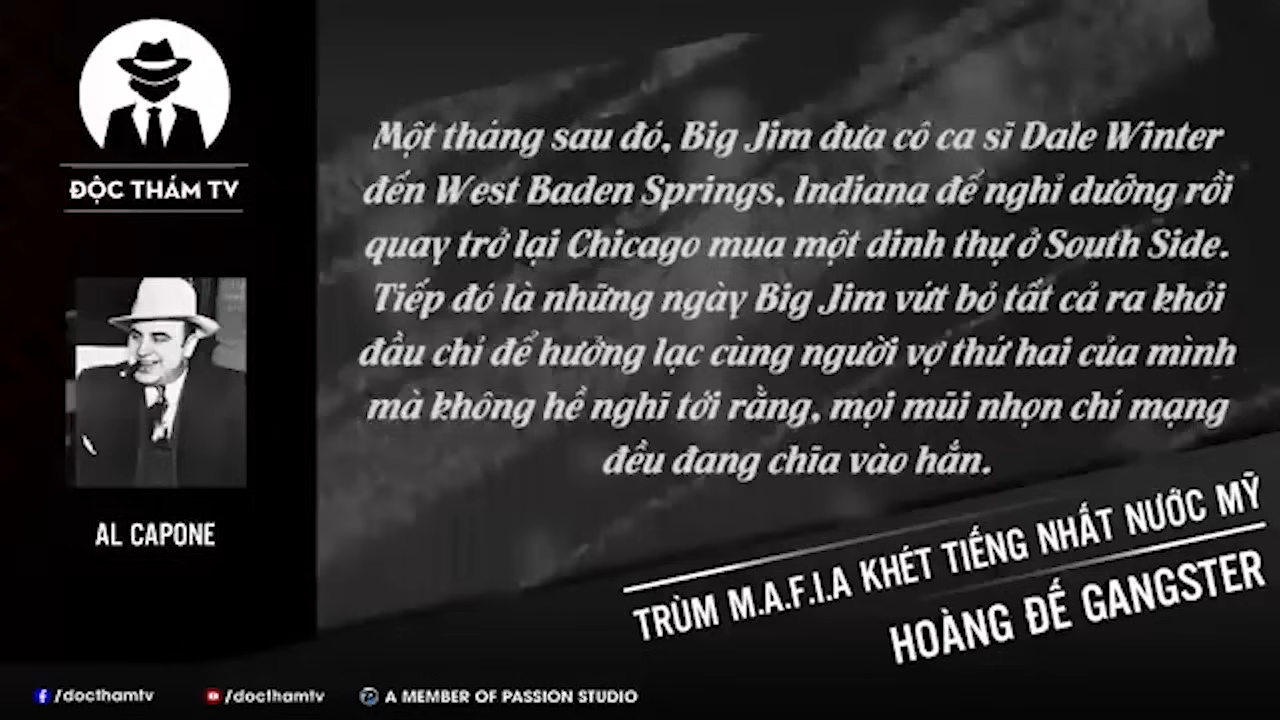 ĐỘC THÁM TV
AL CAPONE
Một tháng sau đó, Big Jim đưa cô ca sĩ Dale Winter
đến West Baden Springs, Indiana để nghỉ dưỡng rồi
quay trở lại Chicago mua một dinh thự ở South Side.
Tiếp đó là những ngày Big Jim vứt bỏ tất cả ra khỏi
đầu chỉ để hưởng lạc cùng người vợ thứ hai của mình
mà không hề nghĩ tới rằng, mọi mũi nhọn chí mạng
đều đang chĩa vào hắn.
TRÙM M.A.F.I.A KHÉT TIẾNG NHẤT NƯỚC MỸ
HOÀNG ĐẾ GANGSTER
/docthamtv
/docthamtv
A MEMBER OF PASSION STUDIO